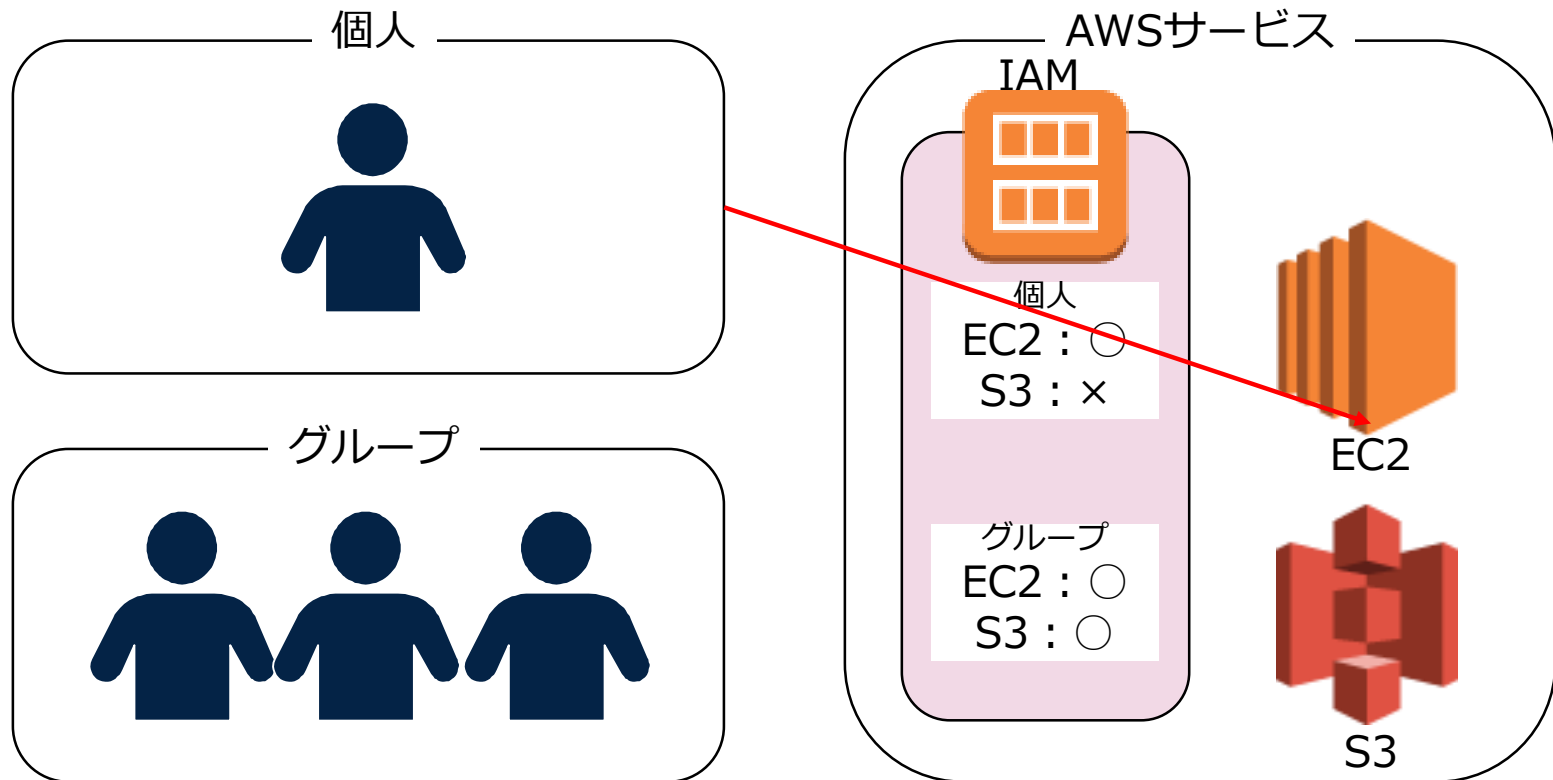 個人
グループ
AWSサービス
IAM
個人
EC2：○
S3：×
グループ
EC2：○
S3：○
EC2
S3